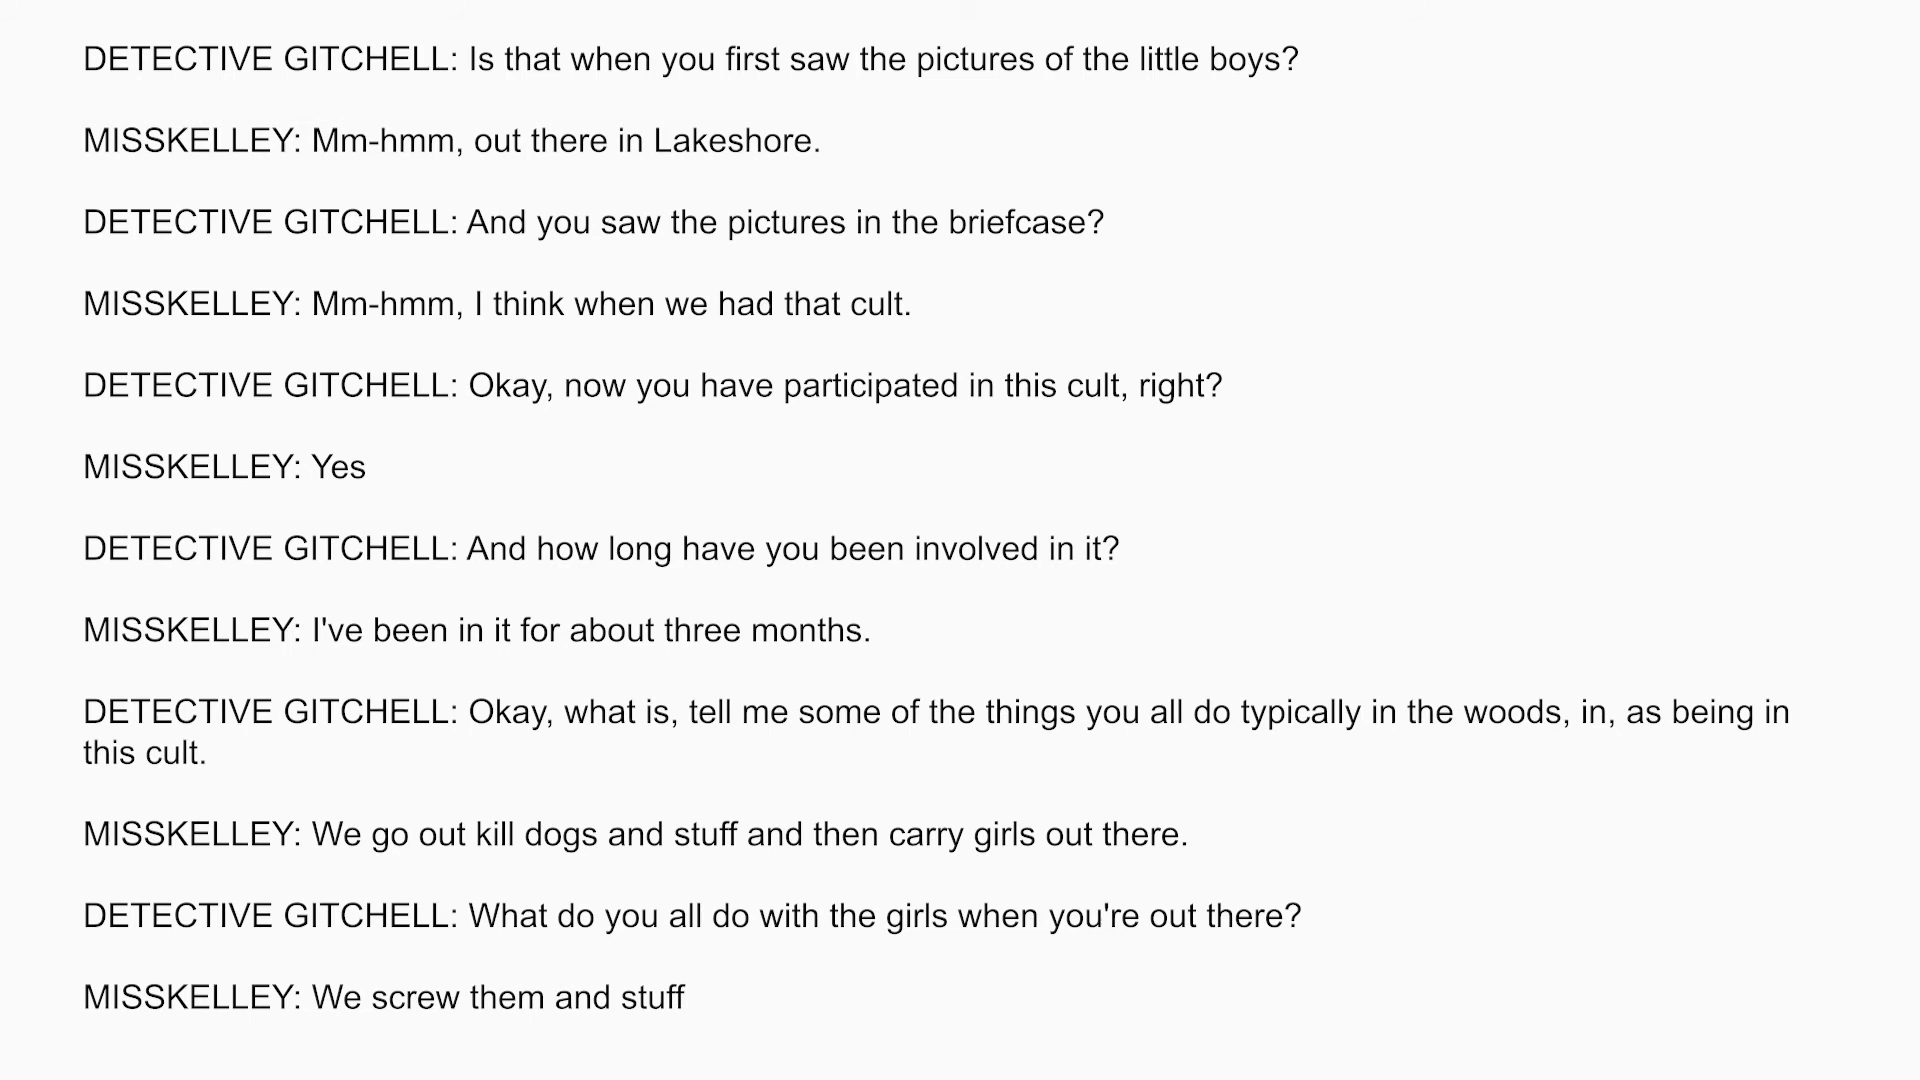 DETECTIVE GITCHELL: Is that when you first saw the pictures of the little boys?
MISSKELLEY: Mm-hmm, out there in Lakeshore.
DETECTIVE GITCHELL: And you saw the pictures in the briefcase?
MISSKELLEY: Mm-hmm, I think when we had that cult.
DETECTIVE GITCHELL: Okay, now you have participated in this cult, right?
MISSKELLEY: Yes
DETECTIVE GITCHELL: And how long have you been involved in it?
MISSKELLEY: I've been in it for about three months.
DETECTIVE GITCHELL: Okay, what is, tell me some of the things you all do typically in the woods, in, as being in
this cult.
MISSKELLEY: We go out kill dogs and stuff and then carry girls out there.
DETECTIVE GITCHELL: What do you all do with the girls when you're out there?
MISSKELLEY: We screw them and stuff